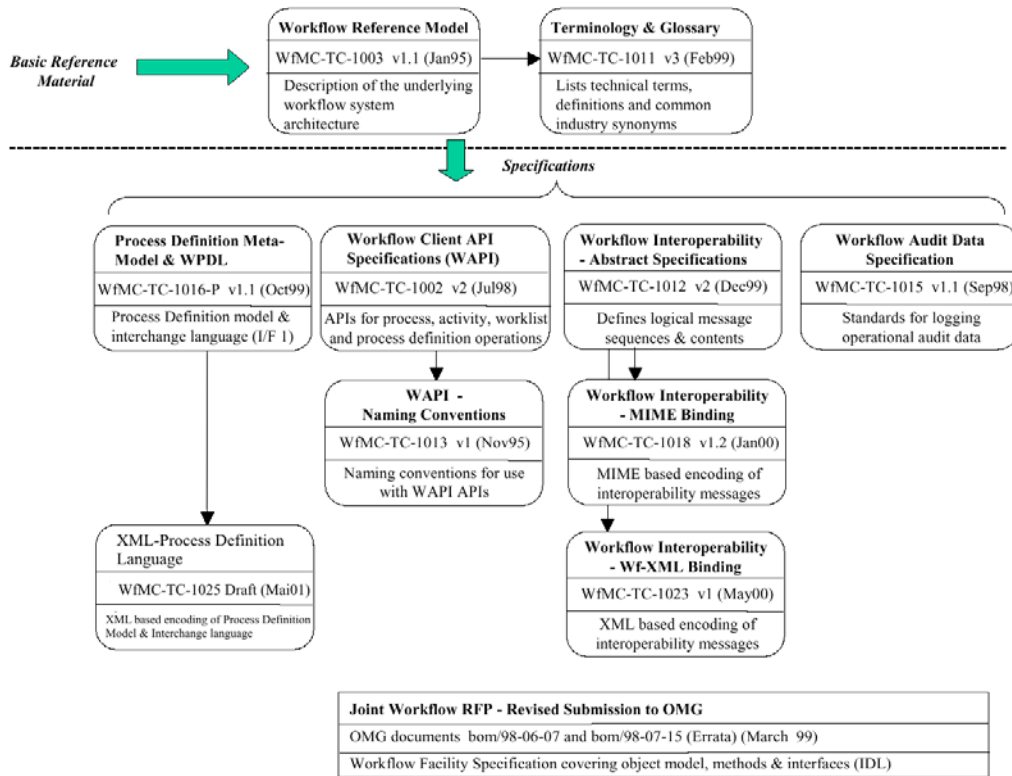 Basic Reference
Material
Workflow Reference Model
WfMC-TC-1003 v1.1 (Jan95)
Description of the underlying
workflow system
architecture
Terminology & Glossary
WfMC-TC-1011 v3 (Feb99)
Lists technical terms,
definitions and common
industry synonyms
Specifications
Process Definition Meta-
Model & WPDL
WfMC-TC-1016-P v1.1 (Oct99)
Process Definition model &
interchange language (I/F 1)
Workflow Client API
Specifications (WAPI)
WfMC-TC-1002 v2 (Jul98)
APIs for process, activity, worklist
and process definition operations
Workflow Interoperability
- Abstract Specifications
WfMC-TC-1012 v2 (Dec99)
Defines logical message
sequences & contents
Workflow Audit Data
Specification
WfMC-TC-1015 v1.1 (Sep98)
Standards for logging
operational audit data
WAPI -
Naming Conventions
WfMC-TC-1013 v1 (Nov95)
Naming conventions for use
with WAPI APIs
Workflow Interoperability
- MIME Binding
WfMC-TC-1018 v1.2 (Jan00)
MIME based encoding of
interoperability messages
XML-Process Definition
Language
WfMC-TC-1025 Draft (Mai01)
XML based encoding of Process Definition
Model & Interchange language
Workflow Interoperability
- Wf-XML Binding
WfMC-TC-1023 v1 (May00)
XML based encoding of
interoperability messages
Joint Workflow RFP - Revised Submission to OMG
OMG documents bom/98-06-07 and bom/98-07-15 (Errata) (March 99)
Workflow Facility Specification covering object model, methods & interfaces (IDL)